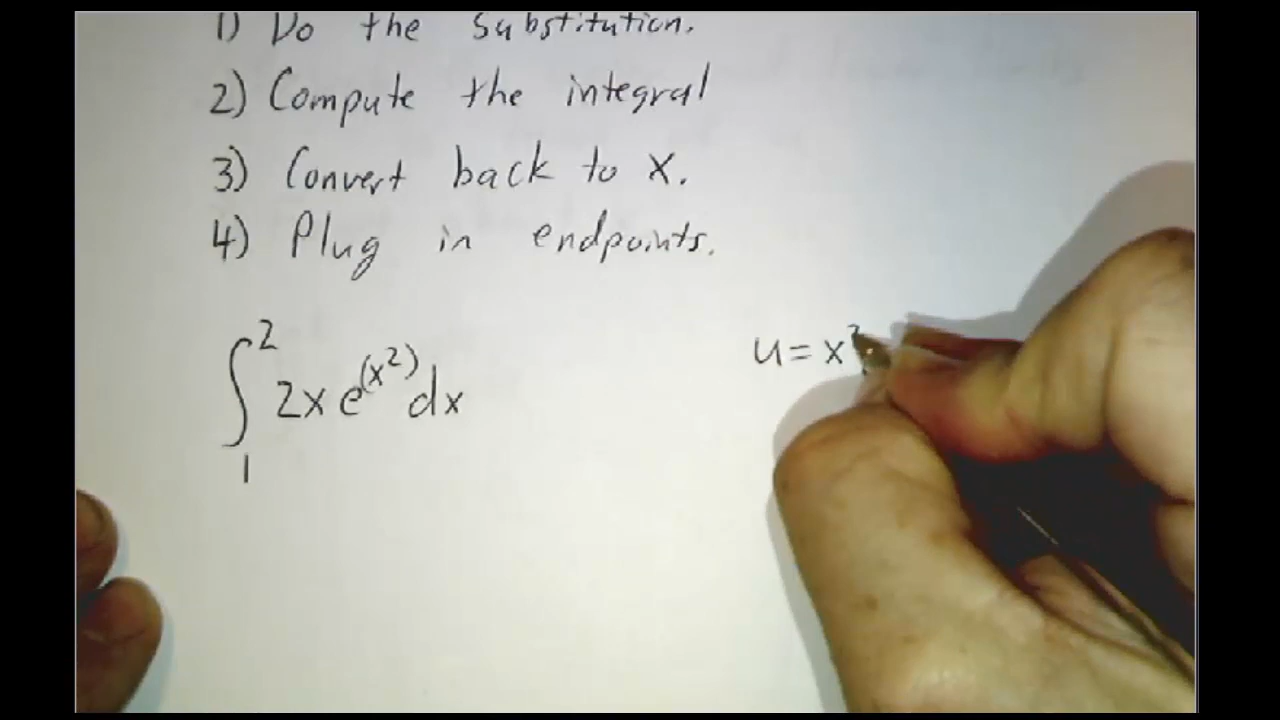 1) Do the substitution.
2) Compute the integral
3) Convert back to x.
4) Plug in endpoints.
∫₁² 2x e^(x²) dx
u = x²